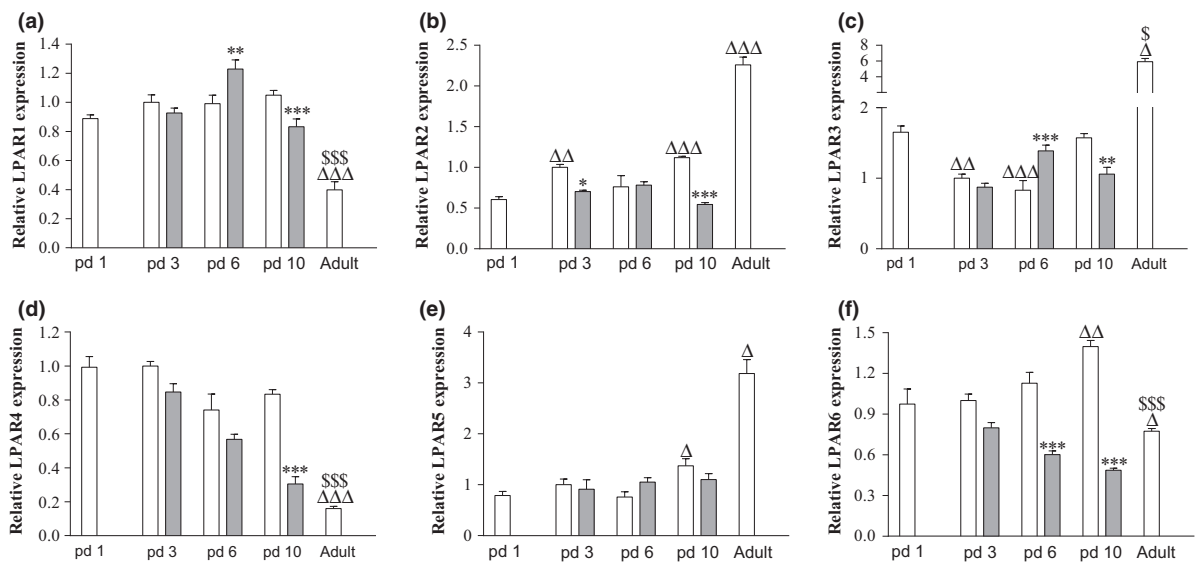 (a)
Relative LPAR1 expression
1.4
1.2
1.0
0.8
0.6
0.4
0.2
0.0
**
***
$$$
ΔΔΔ
pd 1 pd 3 pd 6 pd 10 Adult
(b)
Relative LPAR2 expression
2.5
2.0
1.5
1.0
0.5
0.0
ΔΔΔ
ΔΔ
*
ΔΔΔ
***
pd 1 pd 3 pd 6 pd 10 Adult
(c)
Relative LPAR3 expression
8
6
4
2
2
1
0
$
Δ
ΔΔ
ΔΔΔ
***
**
pd 1 pd 3 pd 6 pd 10 Adult
(d)
Relative LPAR4 expression
1.2
1.0
0.8
0.6
0.4
0.2
0.0
***
$$$
ΔΔΔ
pd 1 pd 3 pd 6 pd 10 Adult
(e)
Relative LPAR5 expression
4
3
2
1
0
Δ
Δ
pd 1 pd 3 pd 6 pd 10 Adult
(f)
Relative LPAR6 expression
1.5
1.2
0.9
0.6
0.3
0.0
ΔΔ
***
***
$$$
Δ
pd 1 pd 3 pd 6 pd 10 Adult